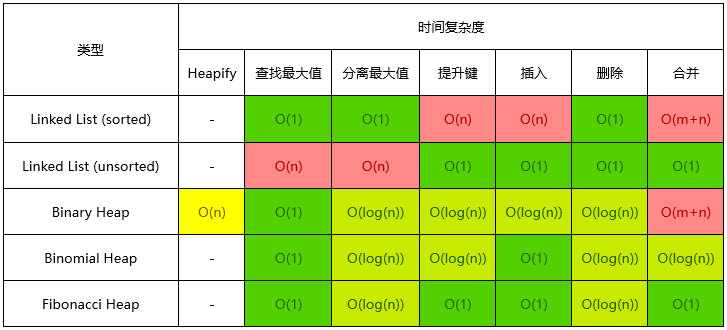 类型 时间复杂度
Heapify 查找最大值 分离最大值 提升键 插入 删除 合并
Linked List (sorted) - O(1) O(1) O(n) O(n) O(1) O(m+n)
Linked List (unsorted) - O(n) O(n) O(1) O(1) O(1) O(1)
Binary Heap O(n) O(1) O(log(n)) O(log(n)) O(log(n)) O(log(n)) O(m+n)
Binomial Heap - O(1) O(log(n)) O(log(n)) O(1) O(log(n)) O(log(n))
Fibonacci Heap - O(1) O(log(n)) O(1) O(1) O(log(n)) O(1)